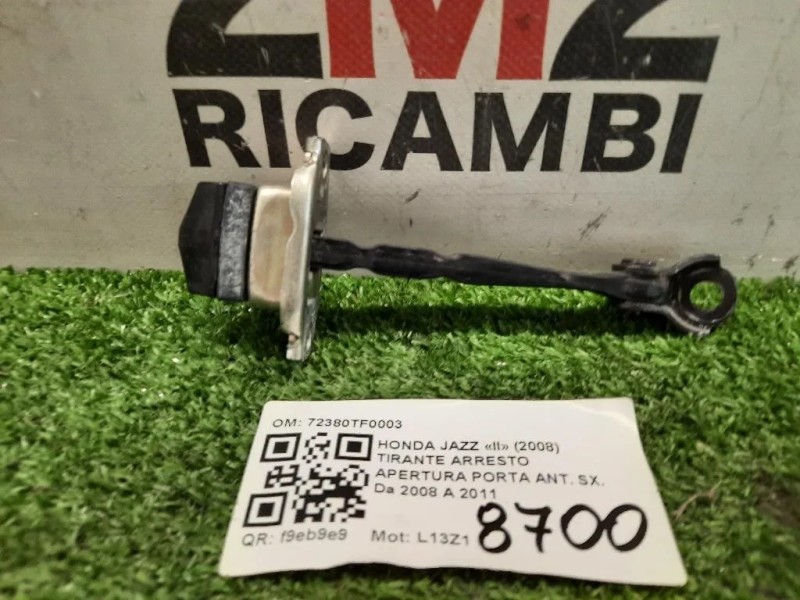 2M2
RICAMBI
OM: 72380TF0003
HONDA JAZZ «II» (2008)
TIRANTE ARRESTO
APERTURA PORTA ANT. SX.
Da 2008 A 2011
QR: f9eb9e9 Mot: L13Z1
8700